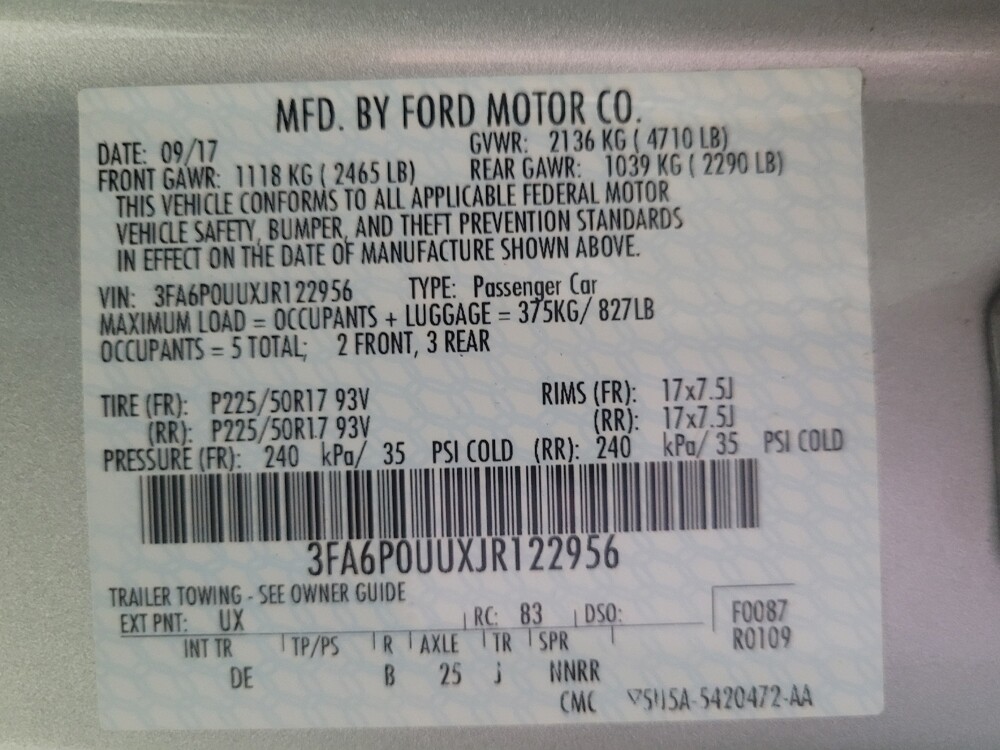 MFD. BY FORD MOTOR CO.
DATE: 09/17 GVWR: 2136 KG ( 4710 LB)
FRONT GAWR: 1118 KG ( 2465 LB) REAR GAWR: 1039 KG ( 2290 LB)
THIS VEHICLE CONFORMS TO ALL APPLICABLE FEDERAL MOTOR
VEHICLE SAFETY, BUMPER, AND THEFT PREVENTION STANDARDS
IN EFFECT ON THE DATE OF MANUFACTURE SHOWN ABOVE.
VIN: 3FA6P0UUXJR122956 TYPE: Passenger Car
MAXIMUM LOAD = OCCUPANTS + LUGGAGE = 375KG/ 827LB
OCCUPANTS = 5 TOTAL; 2 FRONT, 3 REAR
TIRE (FR): P225/50R17 93V RIMS (FR): 17x7.5J
(RR): P225/50R17 93V (RR): 17x7.5J
PRESSURE (FR): 240 kPa/ 35 PSI COLD (RR): 240 kPa/ 35 PSI COLD
3FA6P0UUXJR122956
TRAILER TOWING - SEE OWNER GUIDE
EXT PNT: UX RC: 83 DSO: F0087
INT TR TP/PS R AXLE TR SPR R0109
DE B 25 J NNRR
CMC